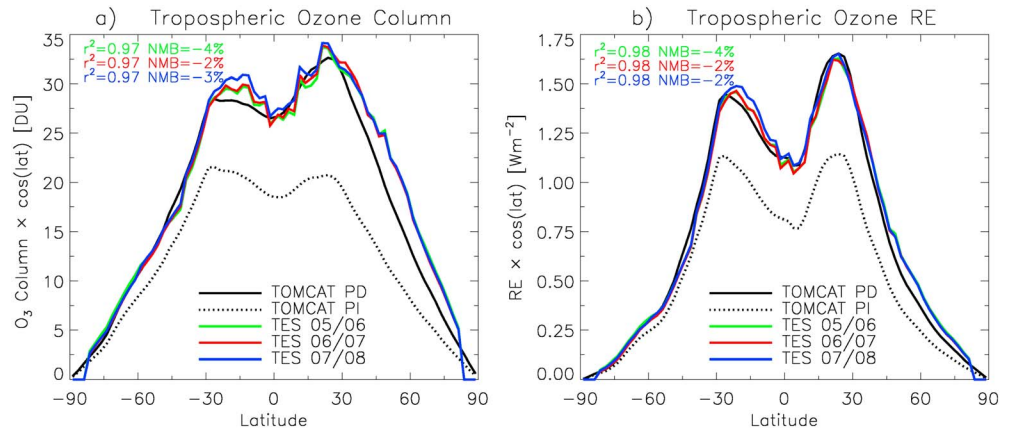 a) Tropospheric Ozone Column
r²=0.97 NMB=−4%
r²=0.97 NMB=−2%
r²=0.97 NMB=−3%
35
30
25
20
15
10
5
0
O₃ Column × cos(lat) [DU]
TOMCAT PD
TOMCAT PI
TES 05/06
TES 06/07
TES 07/08
−90 −60 −30 0 30 60 90
Latitude
b) Tropospheric Ozone RE
r²=0.98 NMB=−4%
r²=0.98 NMB=−2%
r²=0.98 NMB=−2%
1.75
1.50
1.25
1.00
0.75
0.50
0.25
0.00
RE × cos(lat) [Wm⁻²]
TOMCAT PD
TOMCAT PI
TES 05/06
TES 06/07
TES 07/08
−90 −60 −30 0 30 60 90
Latitude